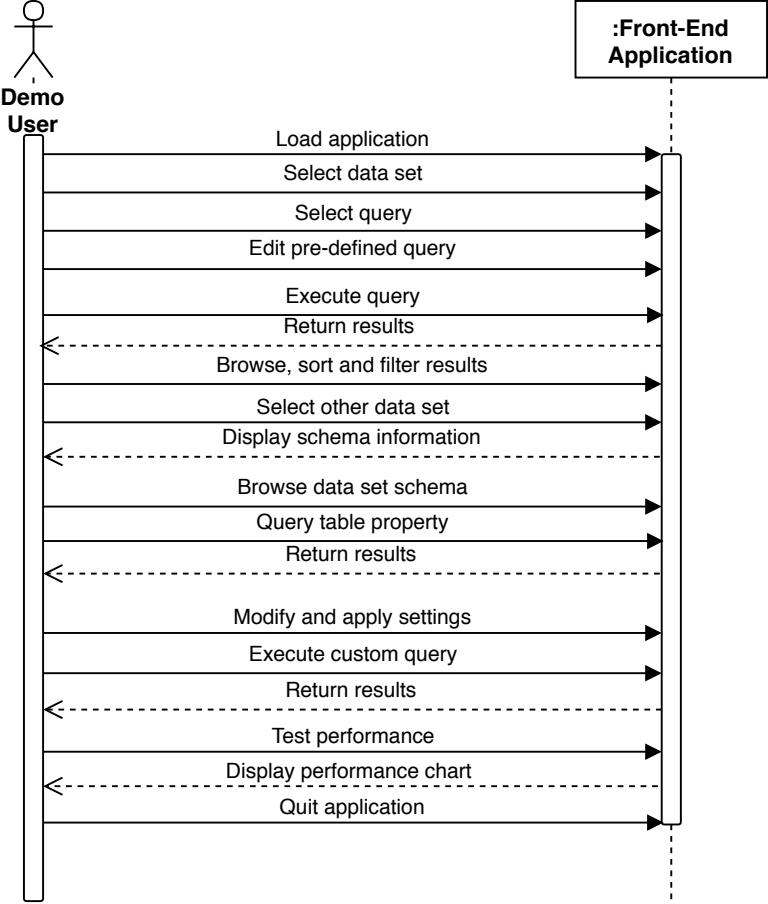 :Front-End
Application
Demo
User
Load application
Select data set
Select query
Edit pre-defined query
Execute query
Return results
Browse, sort and filter results
Select other data set
Display schema information
Browse data set schema
Query table property
Return results
Modify and apply settings
Execute custom query
Return results
Test performance
Display performance chart
Quit application